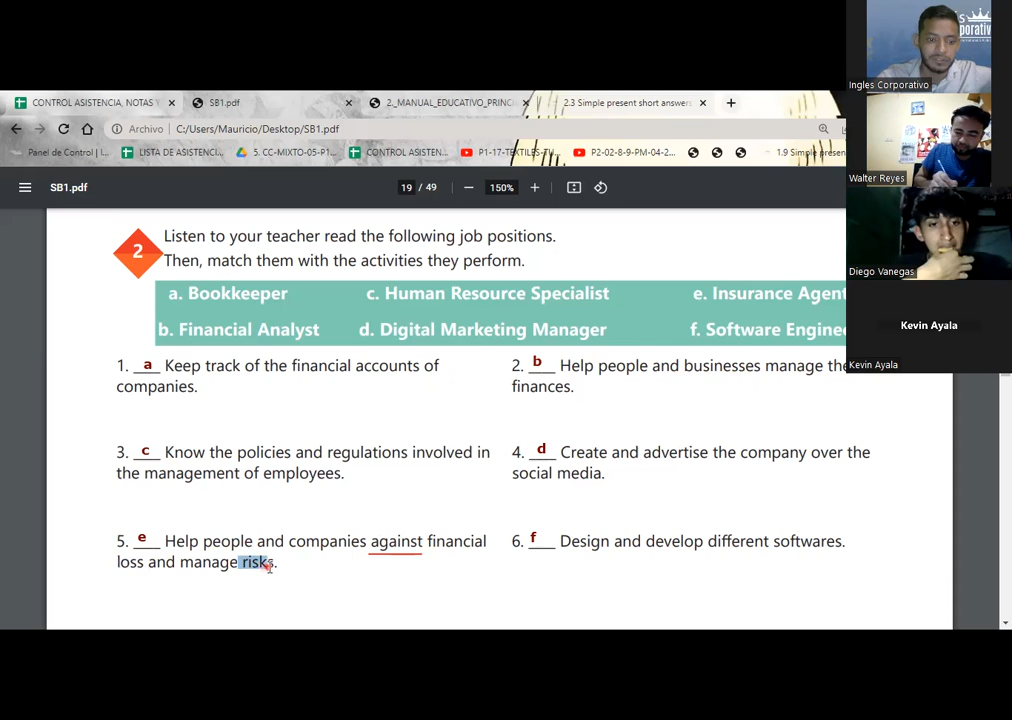 CONTROL ASISTENCIA, NOTAS
SB1.pdf
2._MANUAL_EDUCATIVO_PRINC
2.3 Simple present short answers
Archivo
C:/Users/Mauricio/Desktop/SB1.pdf
Panel de Control | I...
LISTA DE ASISTENCI...
5. CC-MIXTO-05-P1...
CONTROL ASISTEN...
P1-17-TEXTILES-TU...
P2-02-8-9-PM-04-2...
1.9 Simple presen
SB1.pdf
19 / 49
150%
2
Listen to your teacher read the following job positions.
Then, match them with the activities they perform.
a. Bookkeeper
c. Human Resource Specialist
e. Insurance Agent
b. Financial Analyst
d. Digital Marketing Manager
f. Software Enginee
1. a Keep track of the financial accounts of
companies.
2. b Help people and businesses manage the
finances.
3. c Know the policies and regulations involved in
the management of employees.
4. d Create and advertise the company over the
social media.
5. e Help people and companies against financial
loss and manage risks.
6. f Design and develop different softwares.
Ingles Corporativo
Walter Reyes
Diego Vanegas
Kevin Ayala
Kevin Ayala